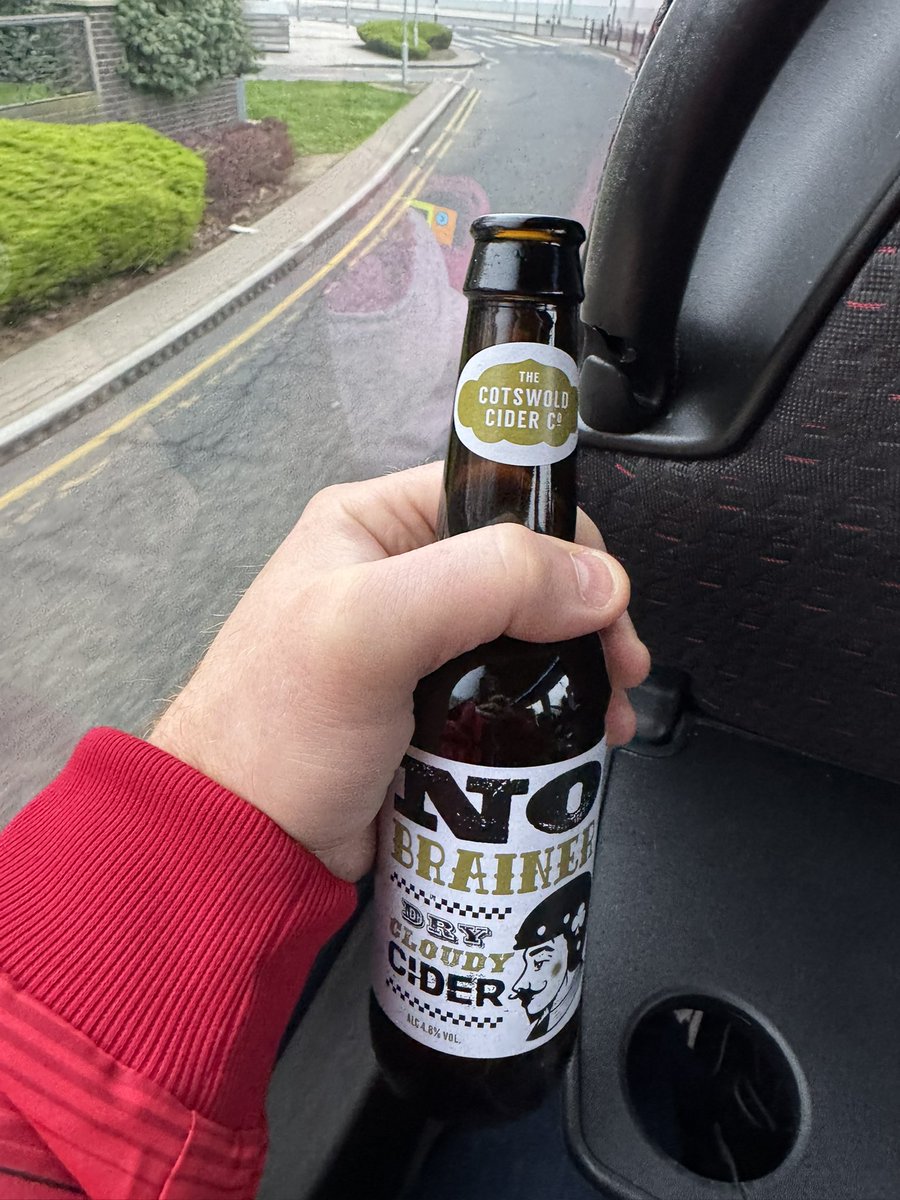 THE
COTSWOLD
CIDER Cº
NO
BRAINER
DRY
CLOUDY
CIDER
ALC 4.8% VOL.